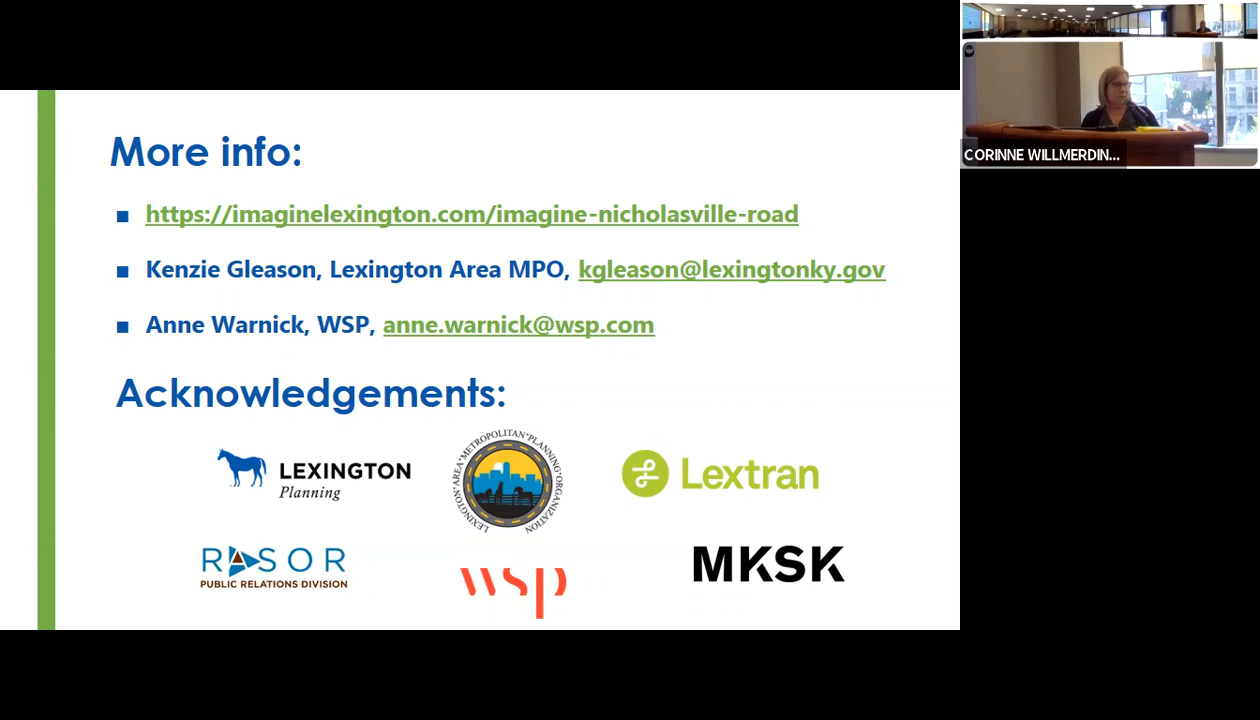 More info:
https://imaginelexington.com/imagine-nicholasville-road
Kenzie Gleason, Lexington Area MPO, kgleason@lexingtonky.gov
Anne Warnick, WSP, anne.warnick@wsp.com
Acknowledgements:
LEXINGTON
Planning
LEXINGTON•AREA•METROPOLITAN•PLANNING•ORGANIZATION
Lextran
RASOR
PUBLIC RELATIONS DIVISION
wsp
MKSK
CORINNE WILLMERDIN...